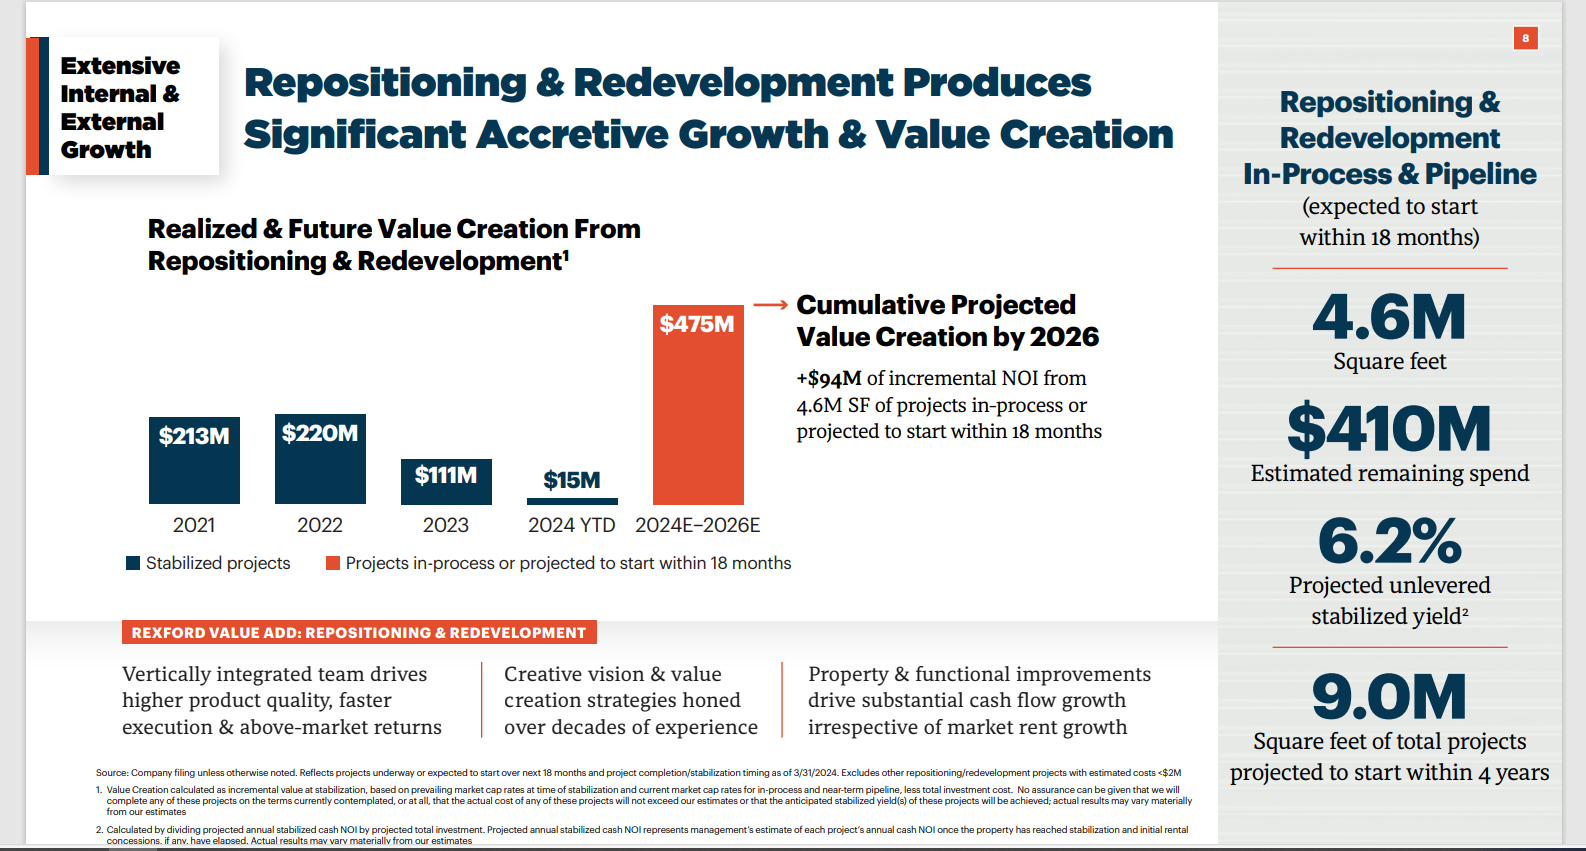 8
Extensive
Internal &
External
Growth
Repositioning & Redevelopment Produces
Significant Accretive Growth & Value Creation
Realized & Future Value Creation From
Repositioning & Redevelopment¹
$213M
$220M
$111M
$15M
$475M
2021
2022
2023
2024 YTD
2024E–2026E
Stabilized projects
Projects in-process or projected to start within 18 months
Cumulative Projected
Value Creation by 2026
+$94M of incremental NOI from
4.6M SF of projects in-process or
projected to start within 18 months
REXFORD VALUE ADD: REPOSITIONING & REDEVELOPMENT
Vertically integrated team drives
higher product quality, faster
execution & above-market returns
Creative vision & value
creation strategies honed
over decades of experience
Property & functional improvements
drive substantial cash flow growth
irrespective of market rent growth
Source: Company filing unless otherwise noted. Reflects projects underway or expected to start over next 18 months and project completion/stabilization timing as of 3/31/2024. Excludes other repositioning/redevelopment projects with estimated costs <$2M
1. Value Creation calculated as incremental value at stabilization, based on prevailing market cap rates at time of stabilization and current market cap rates for in-process and near-term pipeline, less total investment cost. No assurance can be given that we will
complete any of these projects on the terms currently contemplated, or at all, that the actual cost of any of these projects will not exceed our estimates or that the anticipated stabilized yield(s) of these projects will be achieved; actual results may vary materially
from our estimates
2. Calculated by dividing projected annual stabilized cash NOI by projected total investment. Projected annual stabilized cash NOI represents management's estimate of each project's annual cash NOI once the property has reached stabilization and initial rental
concessions, if any, have elapsed. Actual results may vary materially from our estimates
Repositioning &
Redevelopment
In-Process & Pipeline
(expected to start
within 18 months)
4.6M
Square feet
$410M
Estimated remaining spend
6.2%
Projected unlevered
stabilized yield²
9.0M
Square feet of total projects
projected to start within 4 years